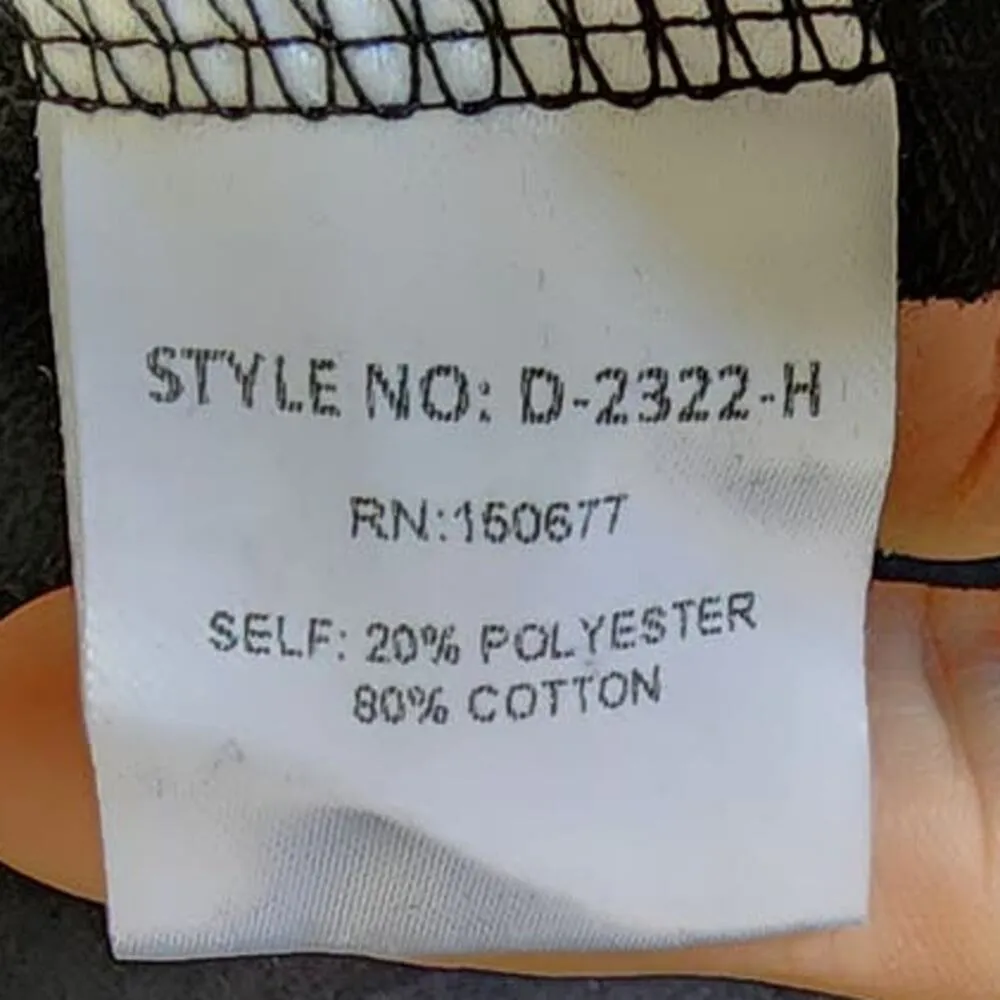 STYLE NO: D-2322-H
RN:150677
SELF: 20% POLYESTER
80% COTTON